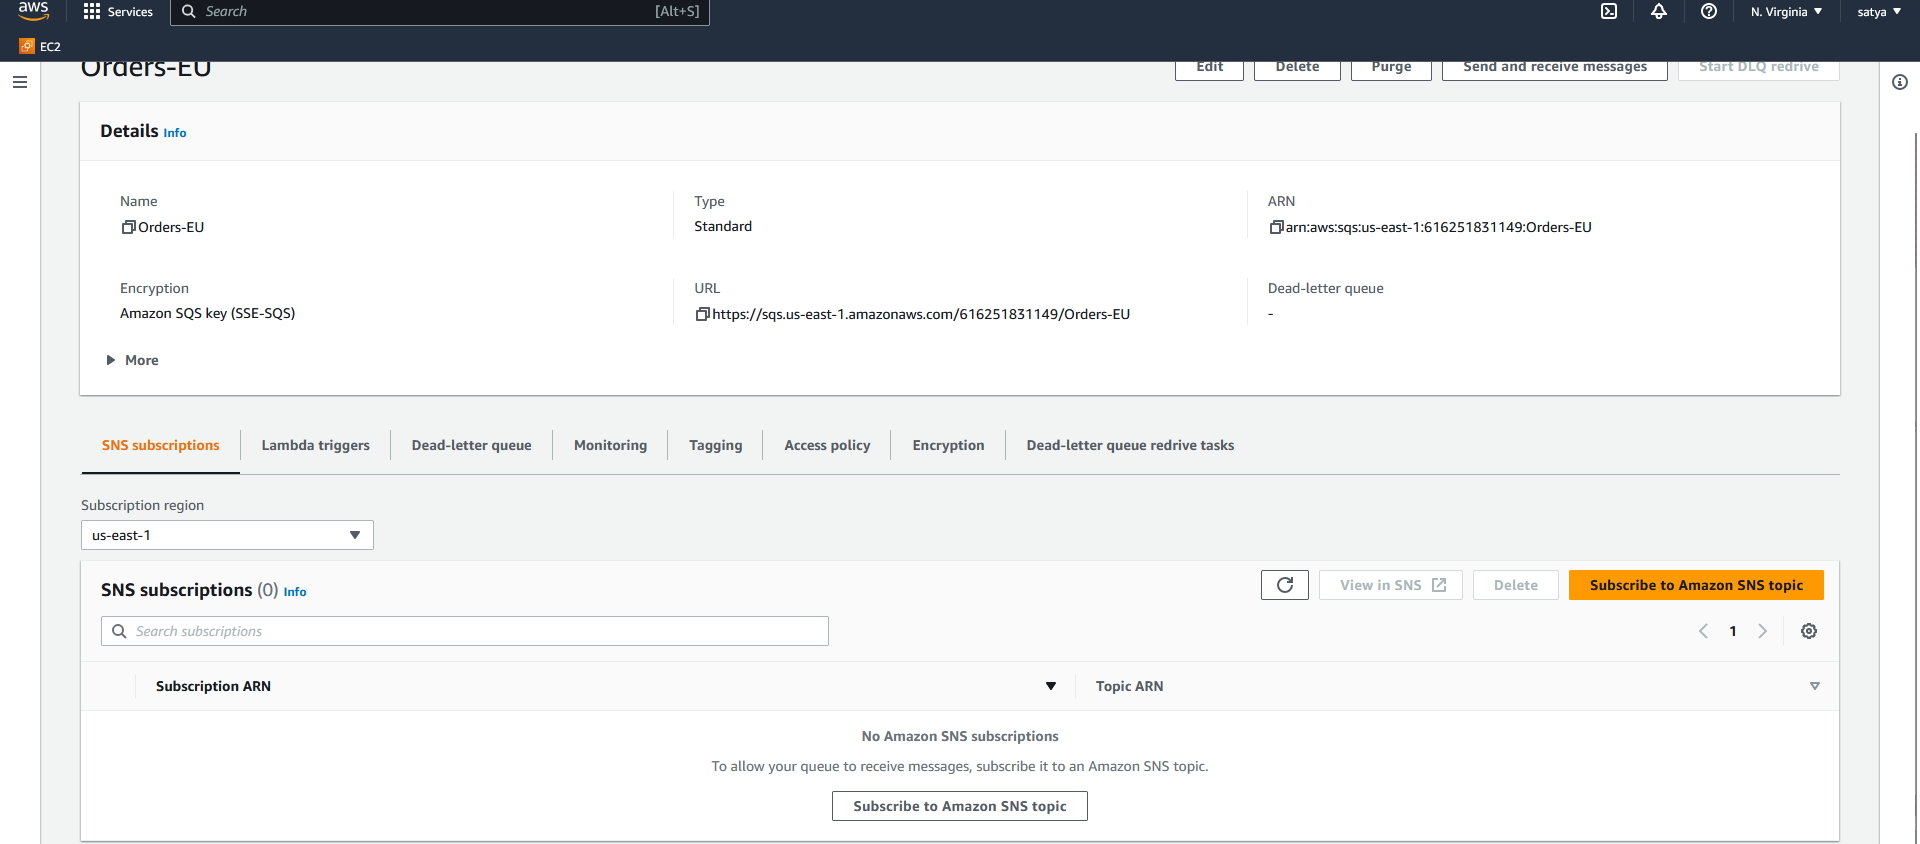 aws
Services
Search
[Alt+S]
N. Virginia
satya
EC2
Orders-EU
Edit
Delete
Purge
Send and receive messages
Start DLQ redrive
Details Info
Name
Type
ARN
Orders-EU
Standard
arn:aws:sqs:us-east-1:616251831149:Orders-EU
Encryption
URL
Dead-letter queue
Amazon SQS key (SSE-SQS)
https://sqs.us-east-1.amazonaws.com/616251831149/Orders-EU
-
More
SNS subscriptions
Lambda triggers
Dead-letter queue
Monitoring
Tagging
Access policy
Encryption
Dead-letter queue redrive tasks
Subscription region
us-east-1
SNS subscriptions (0) Info
View in SNS
Delete
Subscribe to Amazon SNS topic
Search subscriptions
1
Subscription ARN
Topic ARN
No Amazon SNS subscriptions
To allow your queue to receive messages, subscribe it to an Amazon SNS topic.
Subscribe to Amazon SNS topic